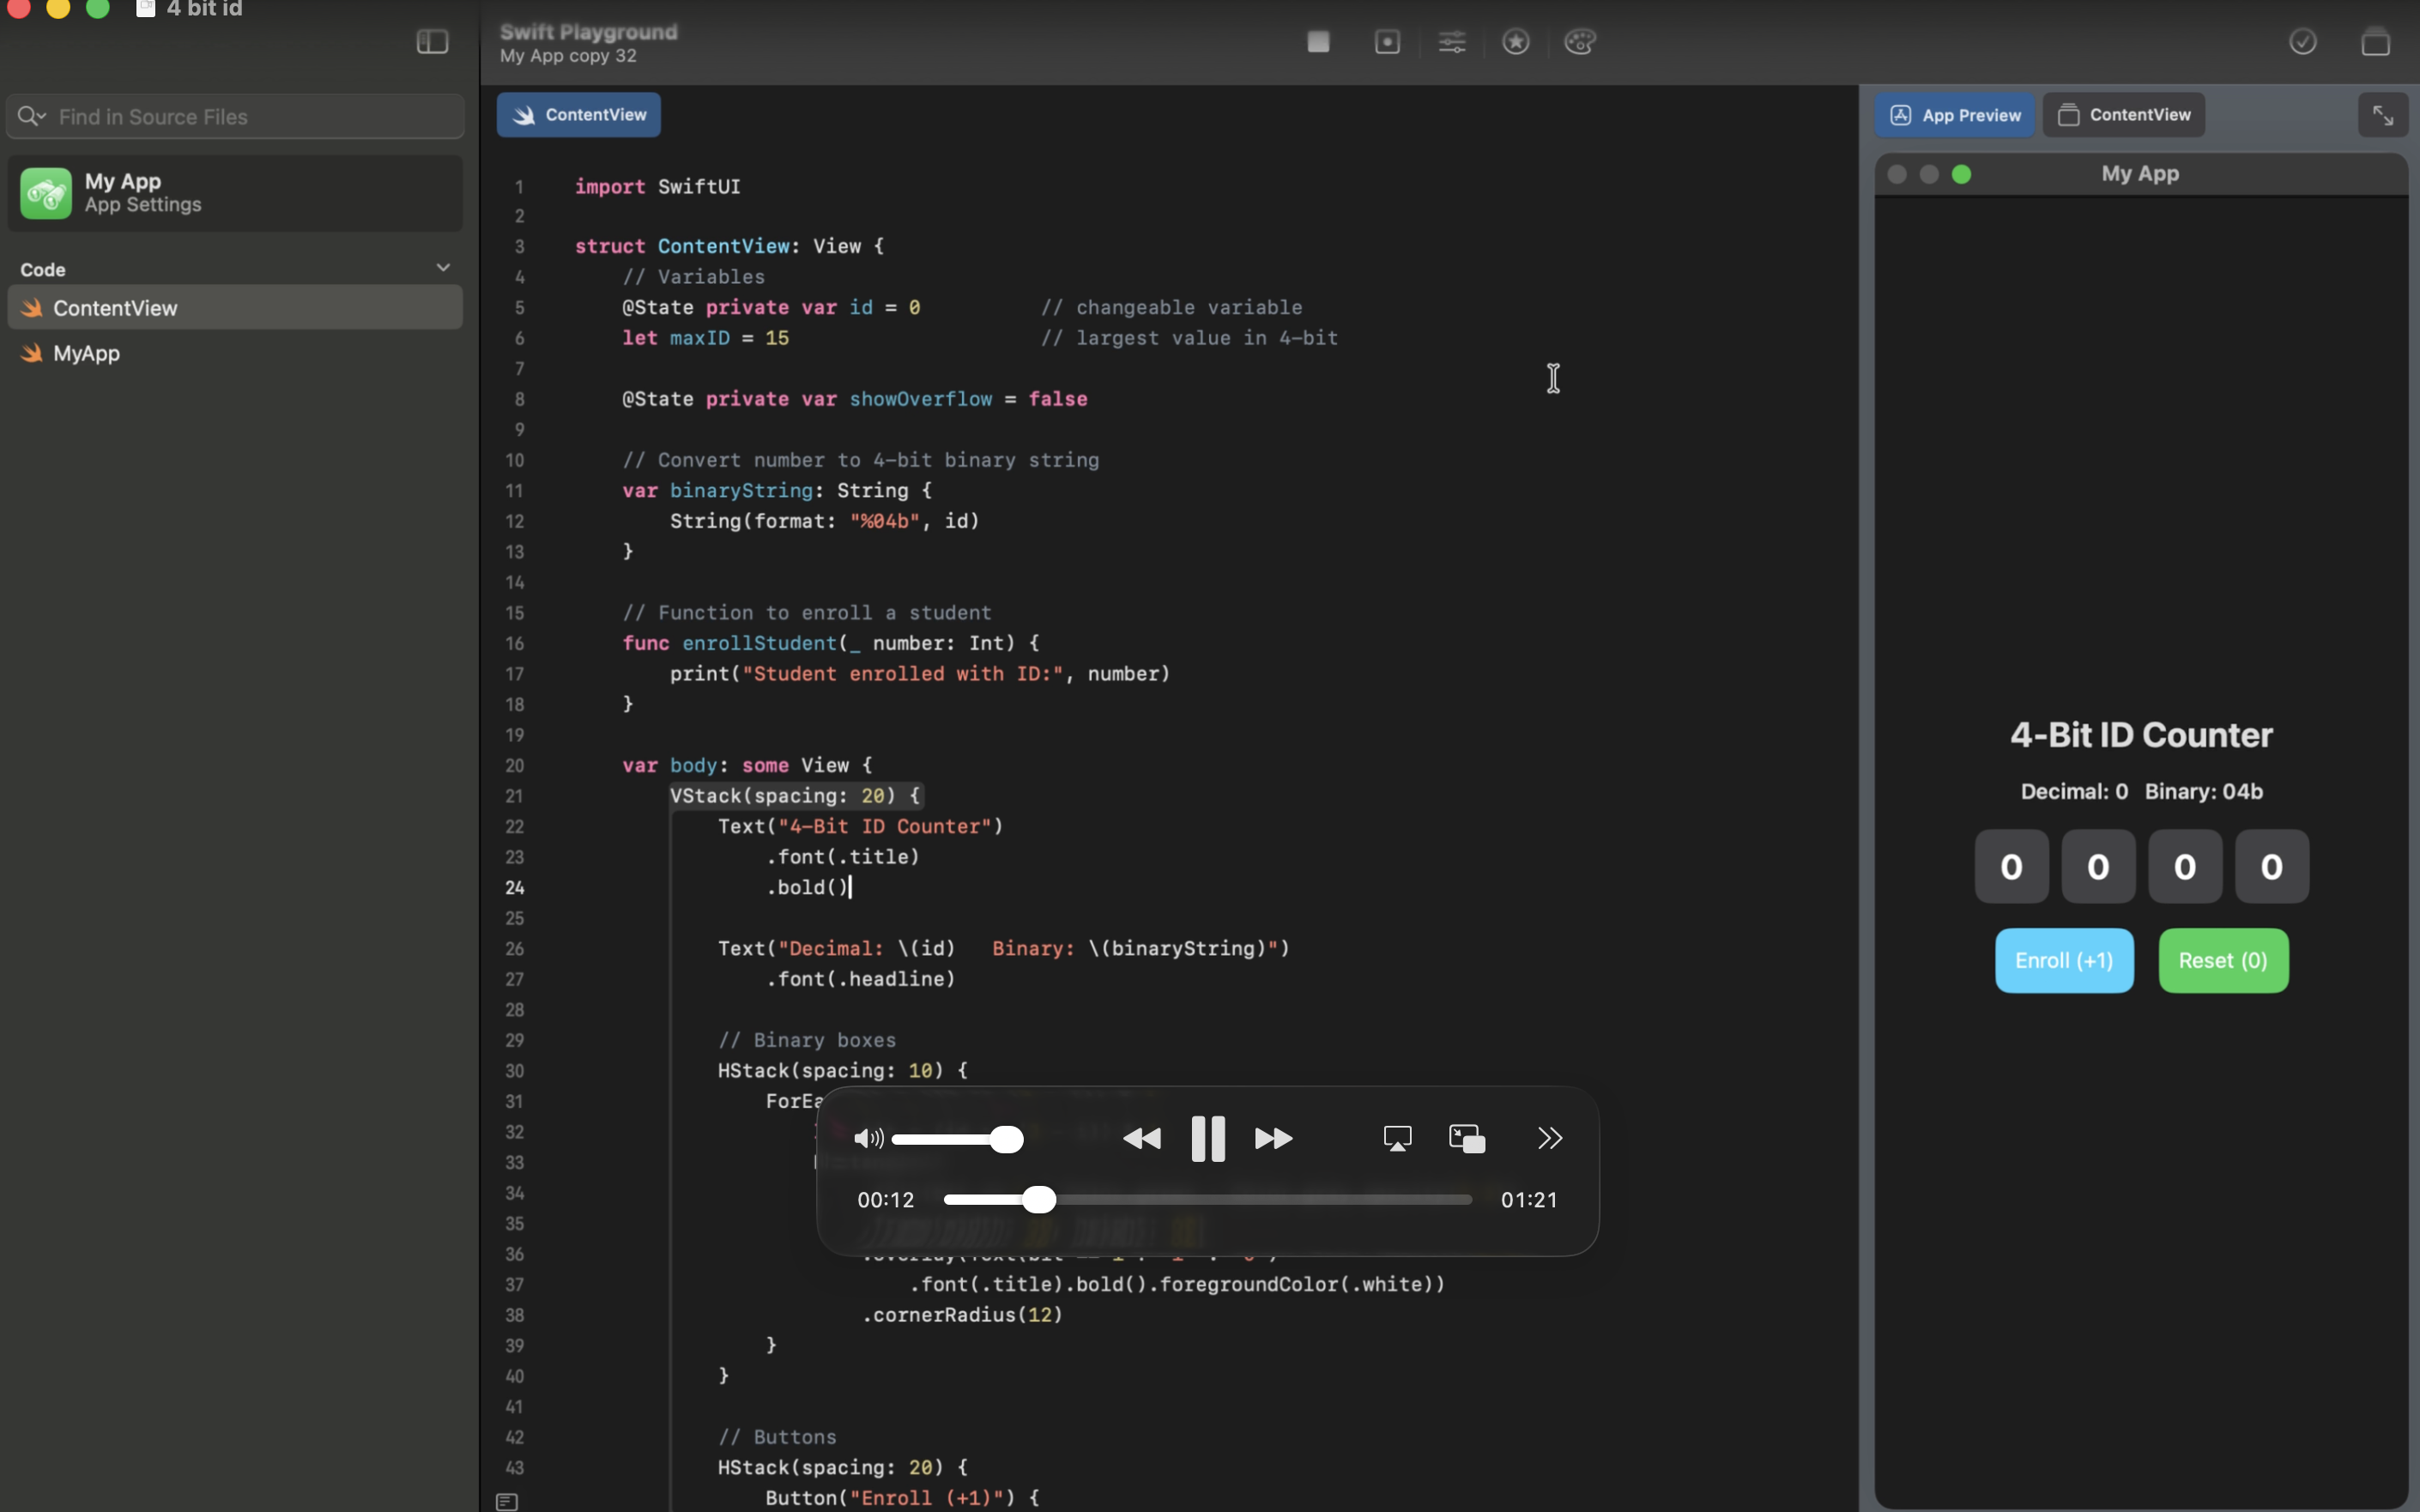 4 bit id
Swift Playground
My App copy 32
Find in Source Files
My App
App Settings
Code
ContentView
MyApp
ContentView
1 import SwiftUI
2
3 struct ContentView: View {
4 // Variables
5 @State private var id = 0 // changeable variable
6 let maxID = 15 // largest value in 4-bit
7
8 @State private var showOverflow = false
9
10 // Convert number to 4-bit binary string
11 var binaryString: String {
12 String(format: "%04b", id)
13 }
14
15 // Function to enroll a student
16 func enrollStudent(_ number: Int) {
17 print("Student enrolled with ID:", number)
18 }
19
20 var body: some View {
21 VStack(spacing: 20) {
22 Text("4-Bit ID Counter")
23 .font(.title)
24 .bold()
25
26 Text("Decimal: \(id)   Binary: \(binaryString)")
27 .font(.headline)
28
29 // Binary boxes
30 HStack(spacing: 10) {
31
32
33
34
35
36
37 .font(.title).bold().foregroundColor(.white))
38 .cornerRadius(12)
39 }
40 }
41
42 // Buttons
43 HStack(spacing: 20) {
Button("Enroll (+1)") {
00:12 01:21
App Preview ContentView
My App
4-Bit ID Counter
Decimal: 0   Binary: 04b
0 0 0 0
Enroll (+1) Reset (0)